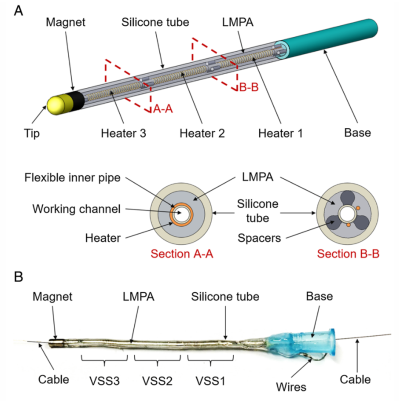 A
Magnet
Silicone tube
LMPA
A-A
B-B
Tip
Heater 3
Heater 2
Heater 1
Base
Flexible inner pipe
LMPA
Working channel
Silicone
tube
Heater
Spacers
Section A-A
Section B-B
B
Magnet
LMPA
Silicone tube
Base
Cable
VSS3
VSS2
VSS1
Wires
Cable